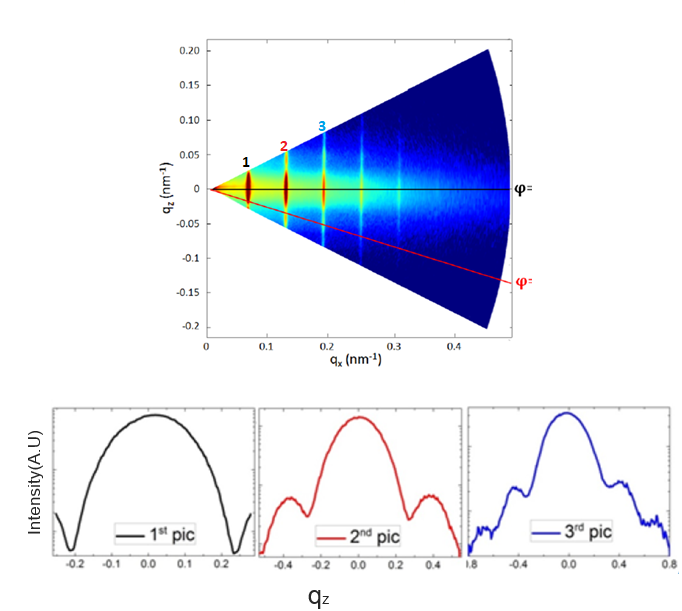 0.20
0.15
3
0.10
2
1
0.05
0
φ=
-0.05
qz (nm⁻¹)
-0.1
-0.15
φ=
-0.2
0 0.1 0.2 0.3 0.4
qx (nm⁻¹)
Intensity(A.U)
1st pic
2nd pic
3rd pic
-0.2 -0.1 0.0 0.1 0.2
-0.4 -0.2 0.0 0.2 0.4
.8 -0.4 0.0 0.4 0.8
qz